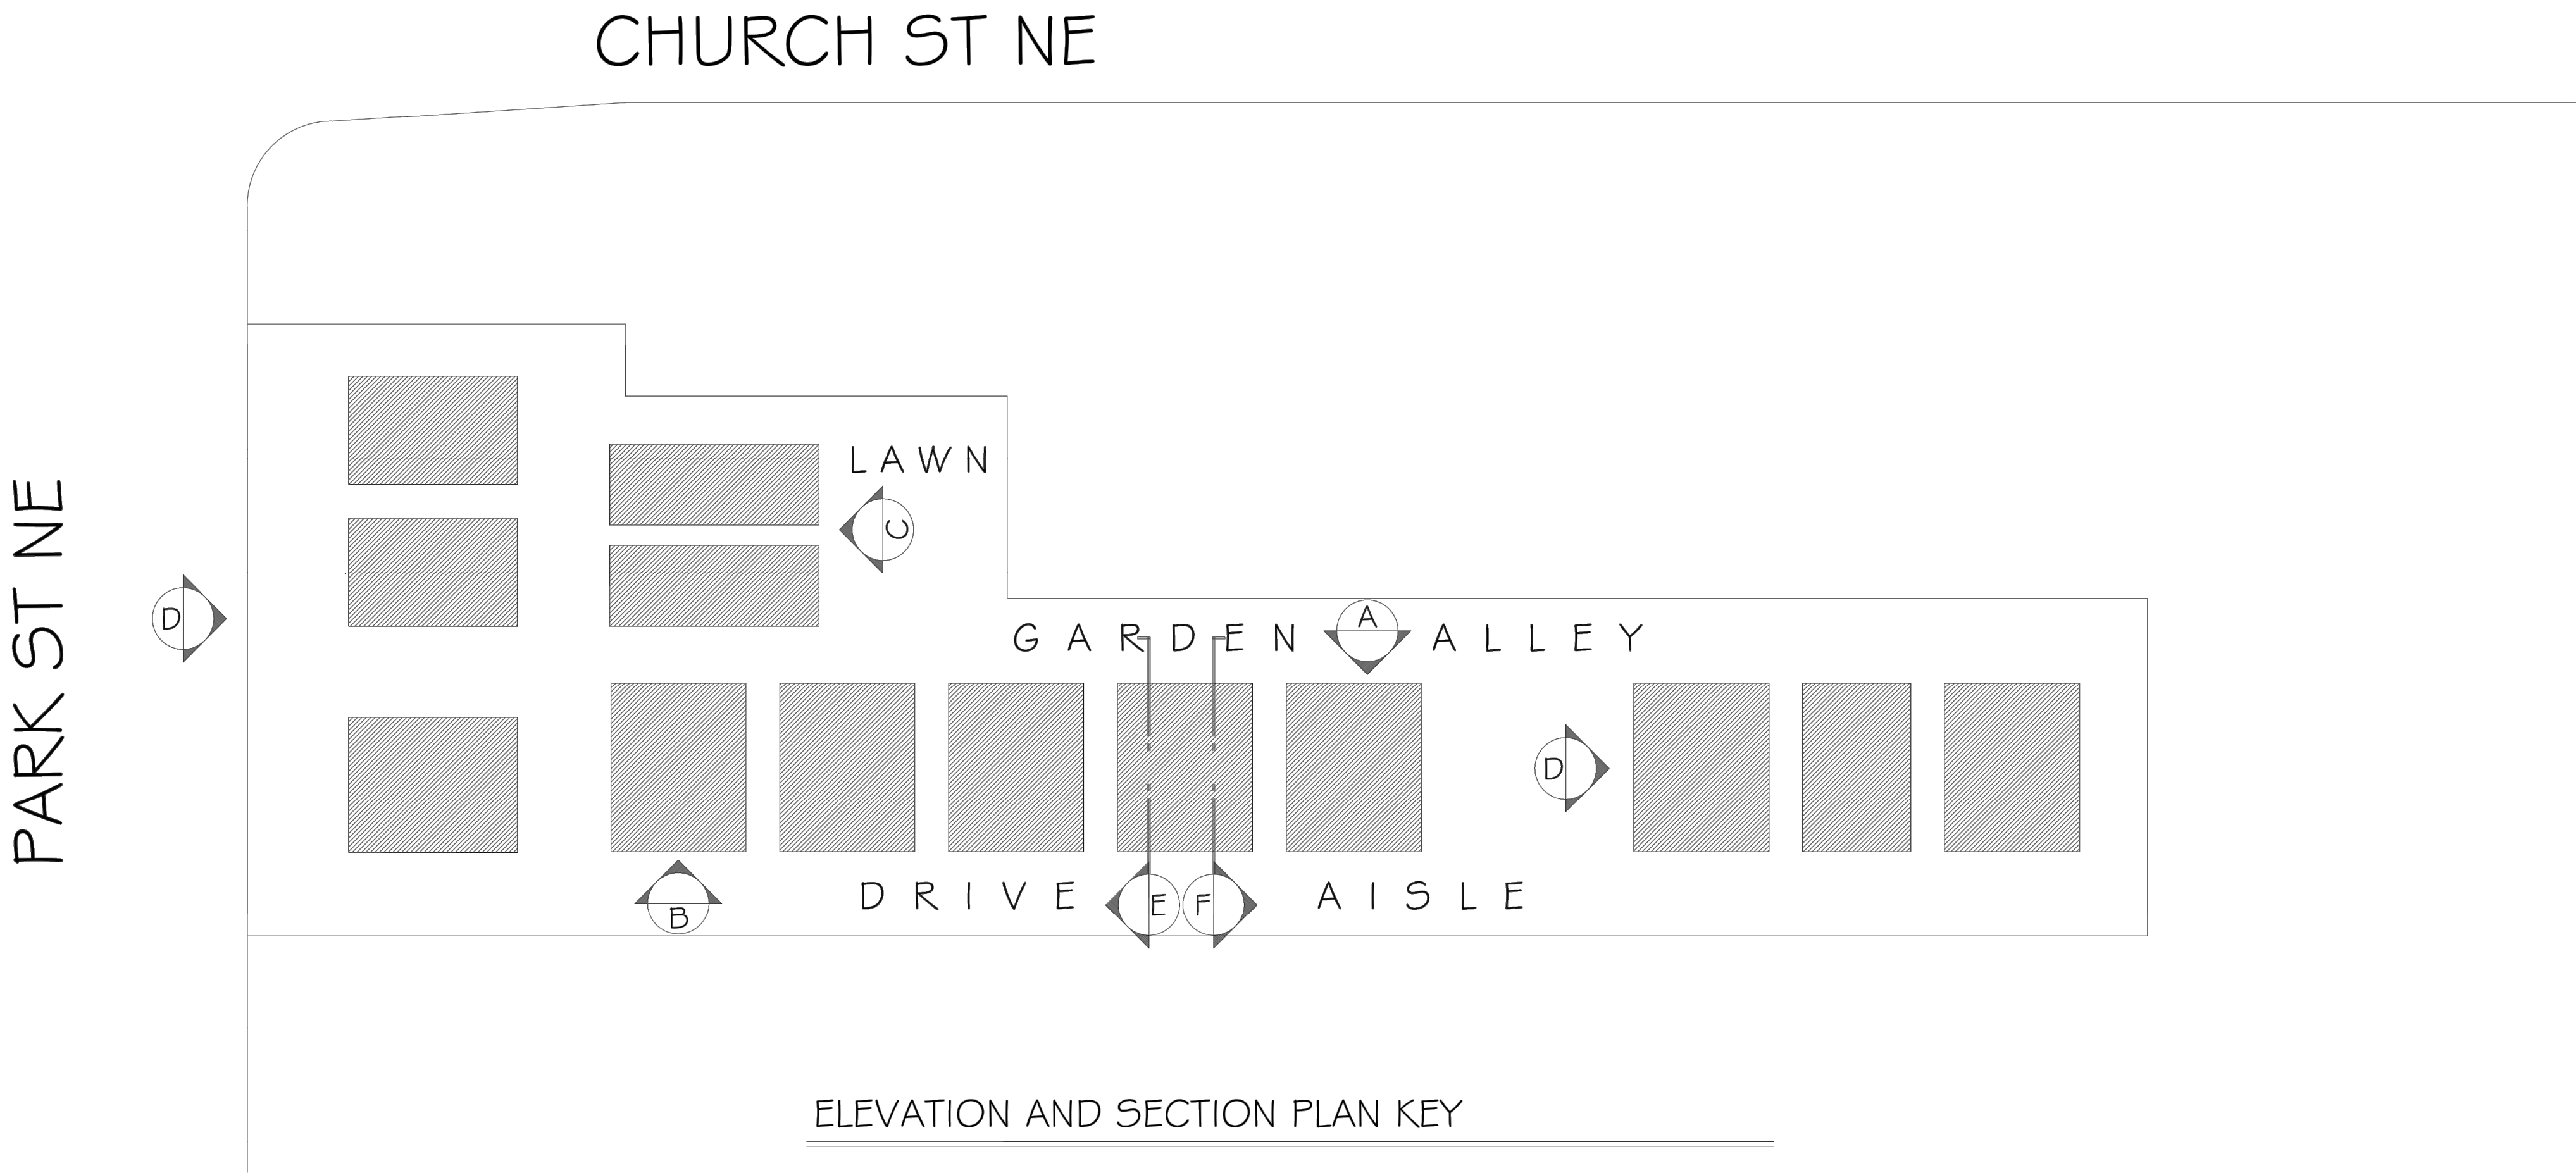 CHURCH ST NE
PARK ST NE
LAWN
C
D
GARDEN ALLEY
A
D
B
DRIVE AISLE
E
F
ELEVATION AND SECTION PLAN KEY